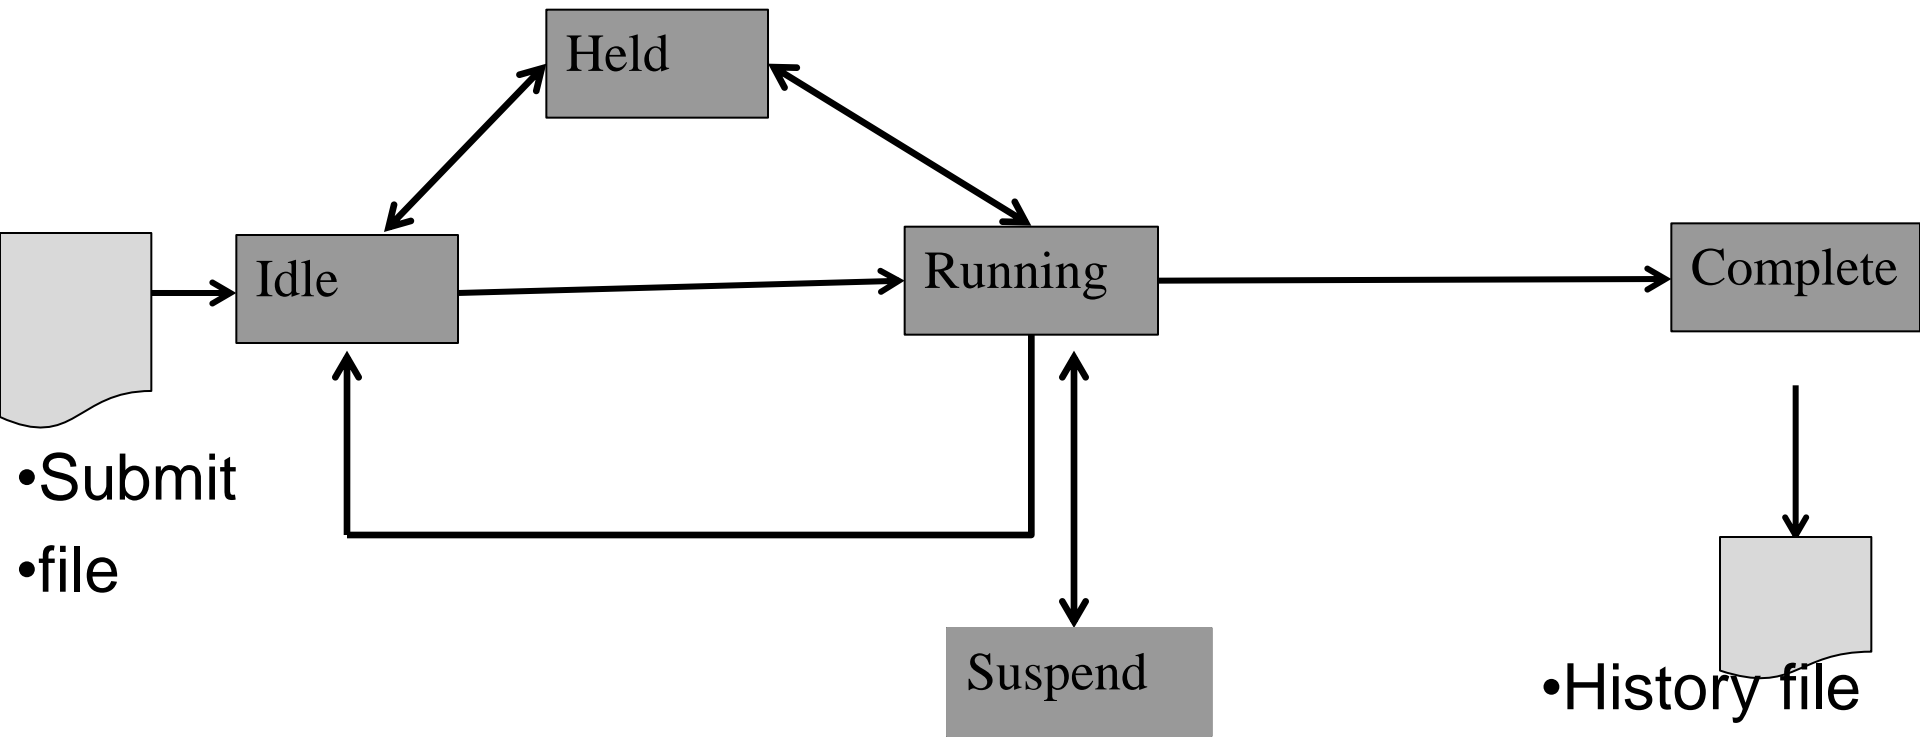 Held
Idle
Running
Complete
•Submit
•file
Suspend
•History file